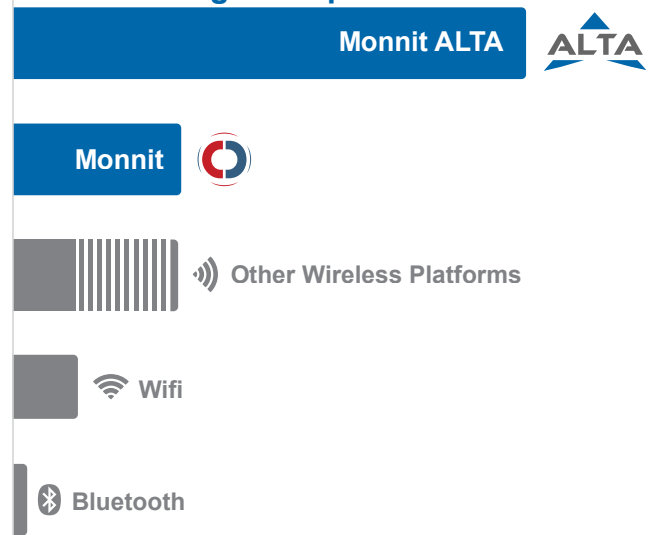 Monnit ALTA
ALTA
Monnit
Other Wireless Platforms
Wifi
Bluetooth